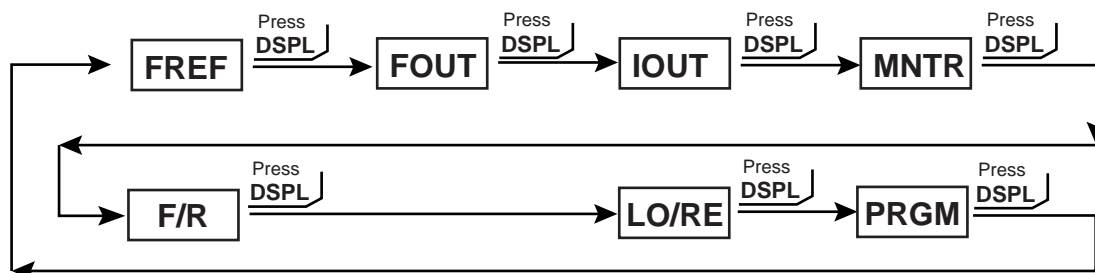 Press
DSPL
Press
DSPL
Press
DSPL
Press
DSPL
FREF
FOUT
IOUT
MNTR
Press
DSPL
Press
DSPL
Press
DSPL
F/R
LO/RE
PRGM